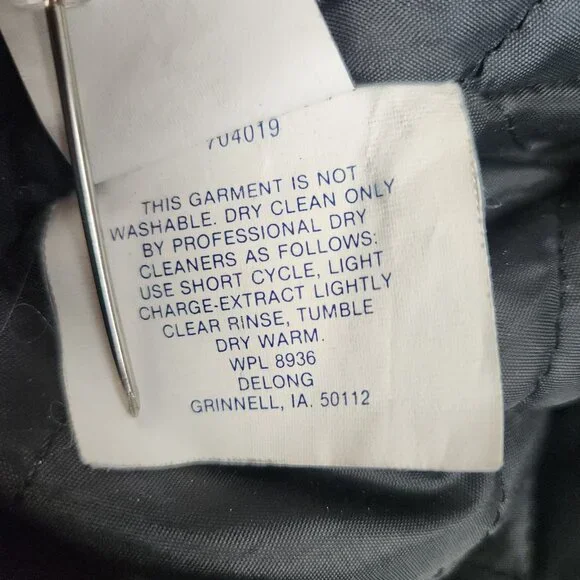 704019
THIS GARMENT IS NOT
WASHABLE. DRY CLEAN ONLY
BY PROFESSIONAL DRY
CLEANERS AS FOLLOWS:
USE SHORT CYCLE, LIGHT
CHARGE-EXTRACT LIGHTLY
CLEAR RINSE, TUMBLE
DRY WARM.
WPL 8936
DELONG
GRINNELL, IA. 50112